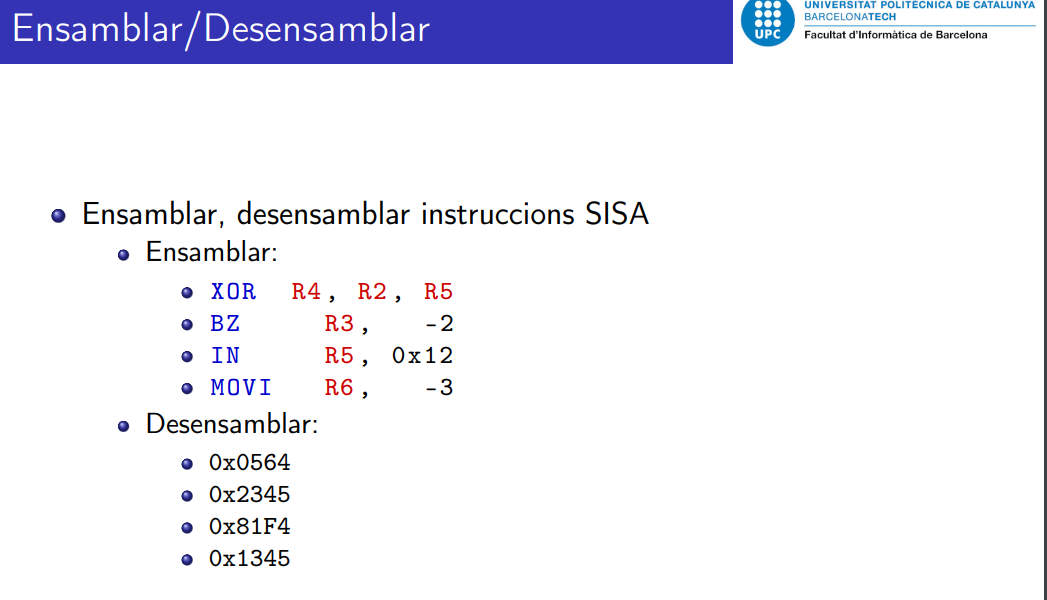 Ensamblar/Desensamblar
UNIVERSITAT POLITÈCNICA DE CATALUNYA
BARCELONATECH
UPC
Facultat d'Informàtica de Barcelona
Ensamblar, desensamblar instruccions SISA
Ensamblar:
XOR R4, R2, R5
BZ R3, -2
IN R5, 0x12
MOVI R6, -3
Desensamblar:
0x0564
0x2345
0x81F4
0x1345